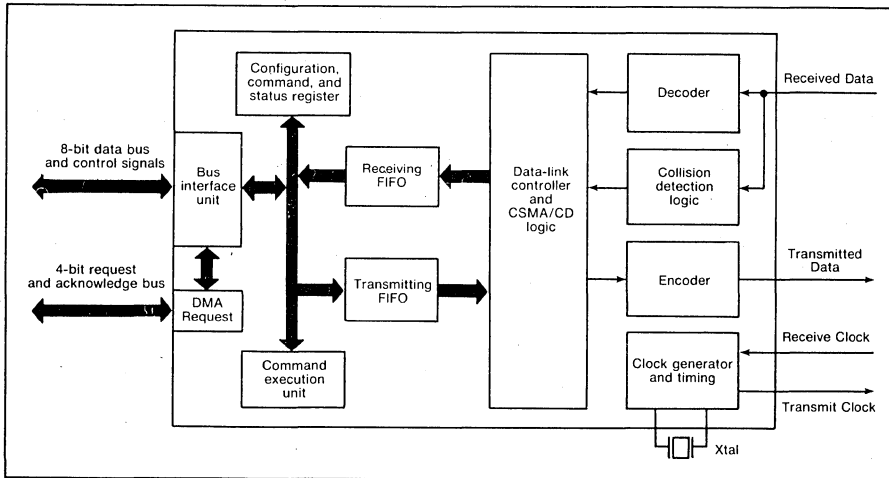 Configuration,
command, and
status register
8-bit data bus
and control signals
Bus
interface
unit
Receiving
FIFO
4-bit request
and acknowledge bus
DMA
Request
Transmitting
FIFO
Command
execution
unit
Data-link
controller
and
CSMA/CD
logic
Decoder
Received Data
Collision
detection
logic
Encoder
Transmitted
Data
Clock generator
and timing
Receive Clock
Transmit Clock
Xtal